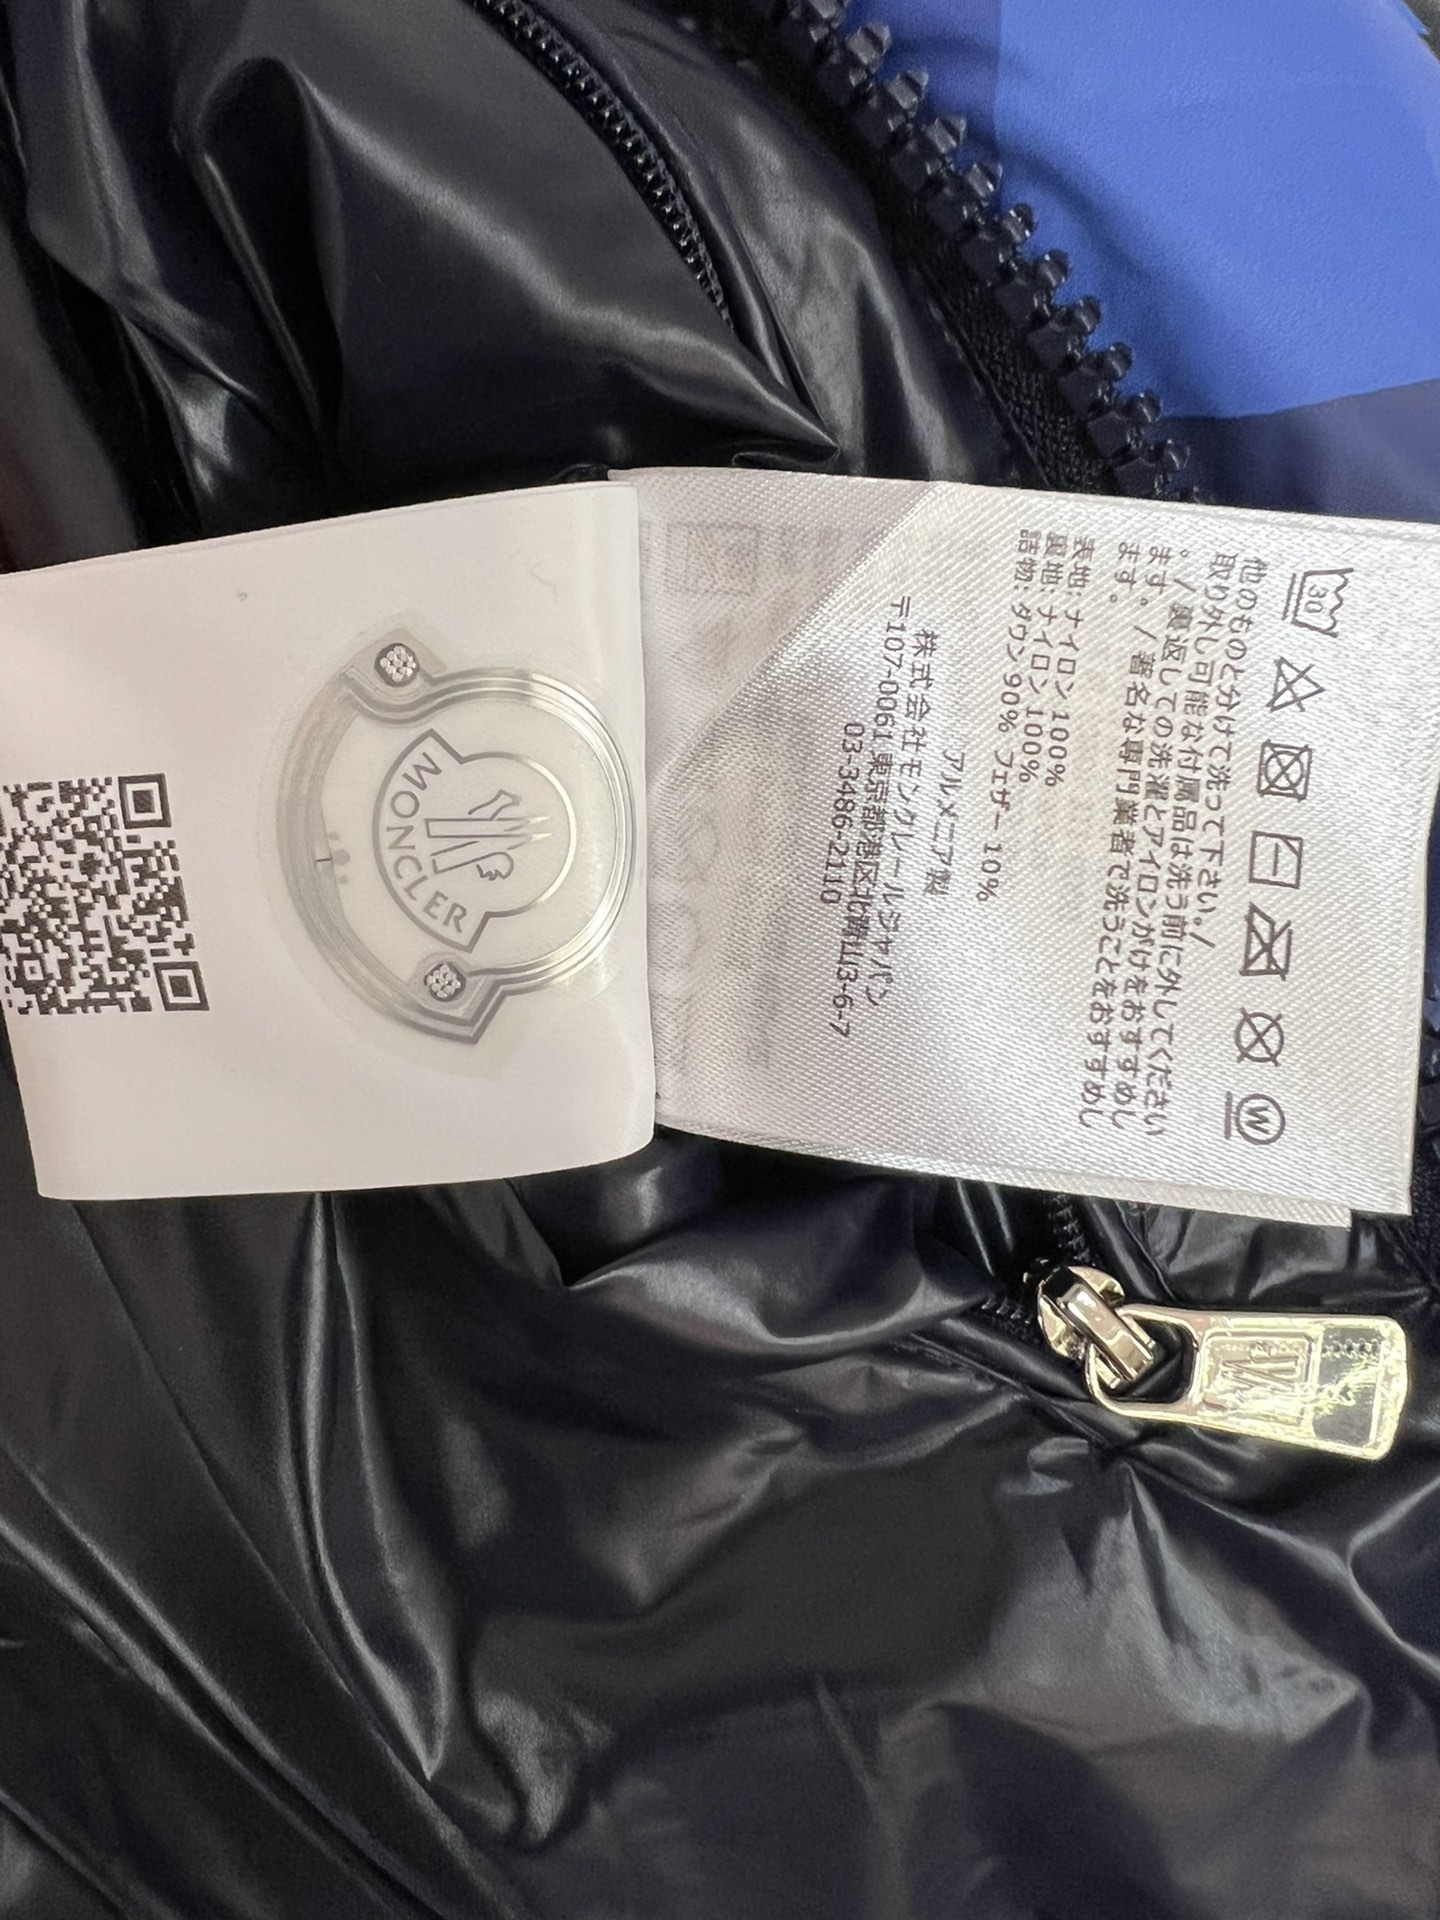 MONCLER
30
W
他のものと分けて洗って下さい。/
取り外し可能な付属品は洗う前に外してください
。/ 裏返しての洗濯とアイロンがけをおすすめし
ます。/ 著名な専門業者で洗うことをおすすめし
ます。
表地: ナイロン 100%
裏地: ナイロン 100%
詰物: ダウン90% フェザー 10%
アルメニア製
株式会社モンクレールジャパン
〒107-0061 東京都港区北青山3-6-7
03-3486-2110